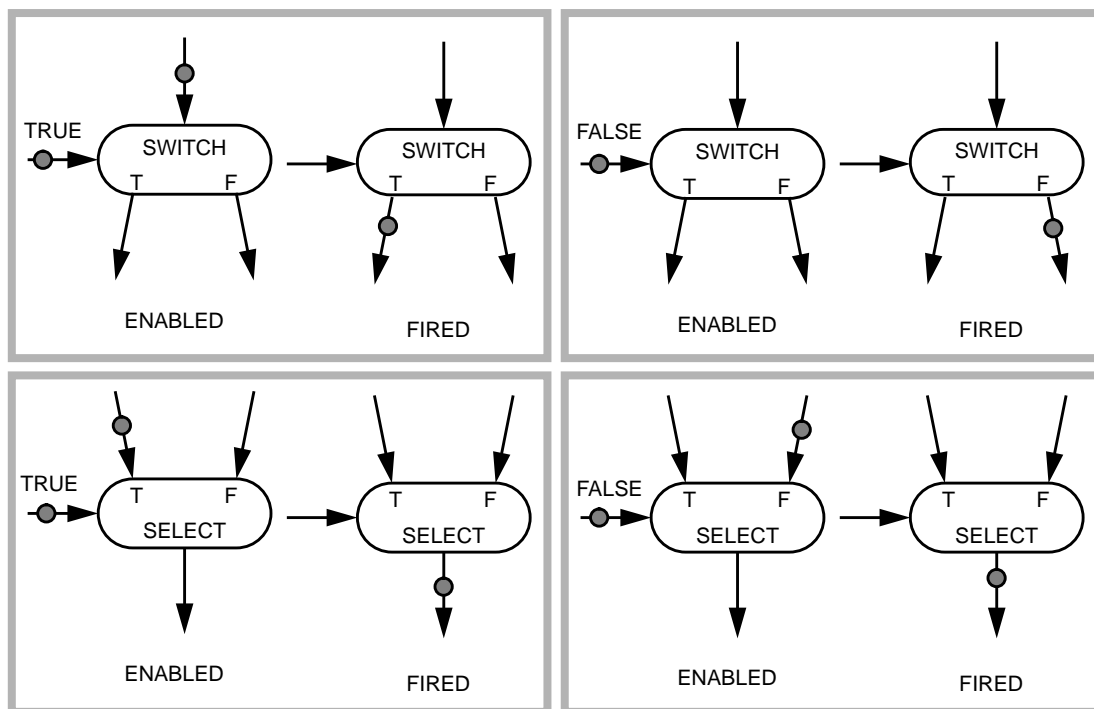 TRUE
SWITCH
T F
SWITCH
T F
ENABLED
FIRED
FALSE
SWITCH
T F
SWITCH
T F
ENABLED
FIRED
TRUE
T F
SELECT
T F
SELECT
ENABLED
FIRED
FALSE
T F
SELECT
T F
SELECT
ENABLED
FIRED